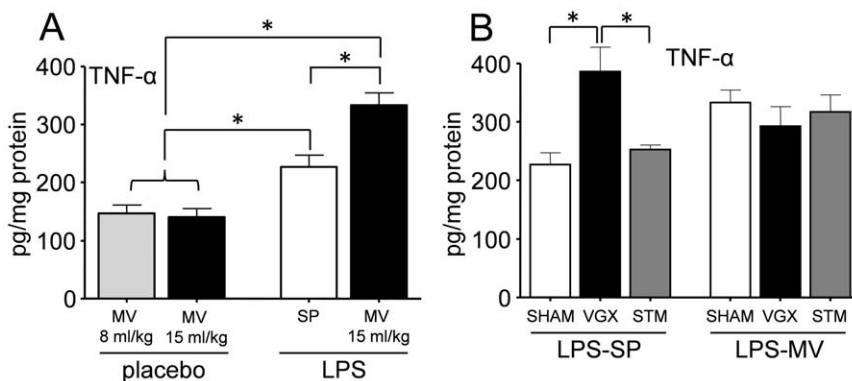 A
TNF-α
pg/mg protein
400
300
200
100
0
*
*
*
MV
8 ml/kg
MV
15 ml/kg
SP
MV
15 ml/kg
placebo
LPS
B
TNF-α
pg/mg protein
400
300
200
100
0
* *
SHAM VGX STM SHAM VGX STM
LPS-SP LPS-MV